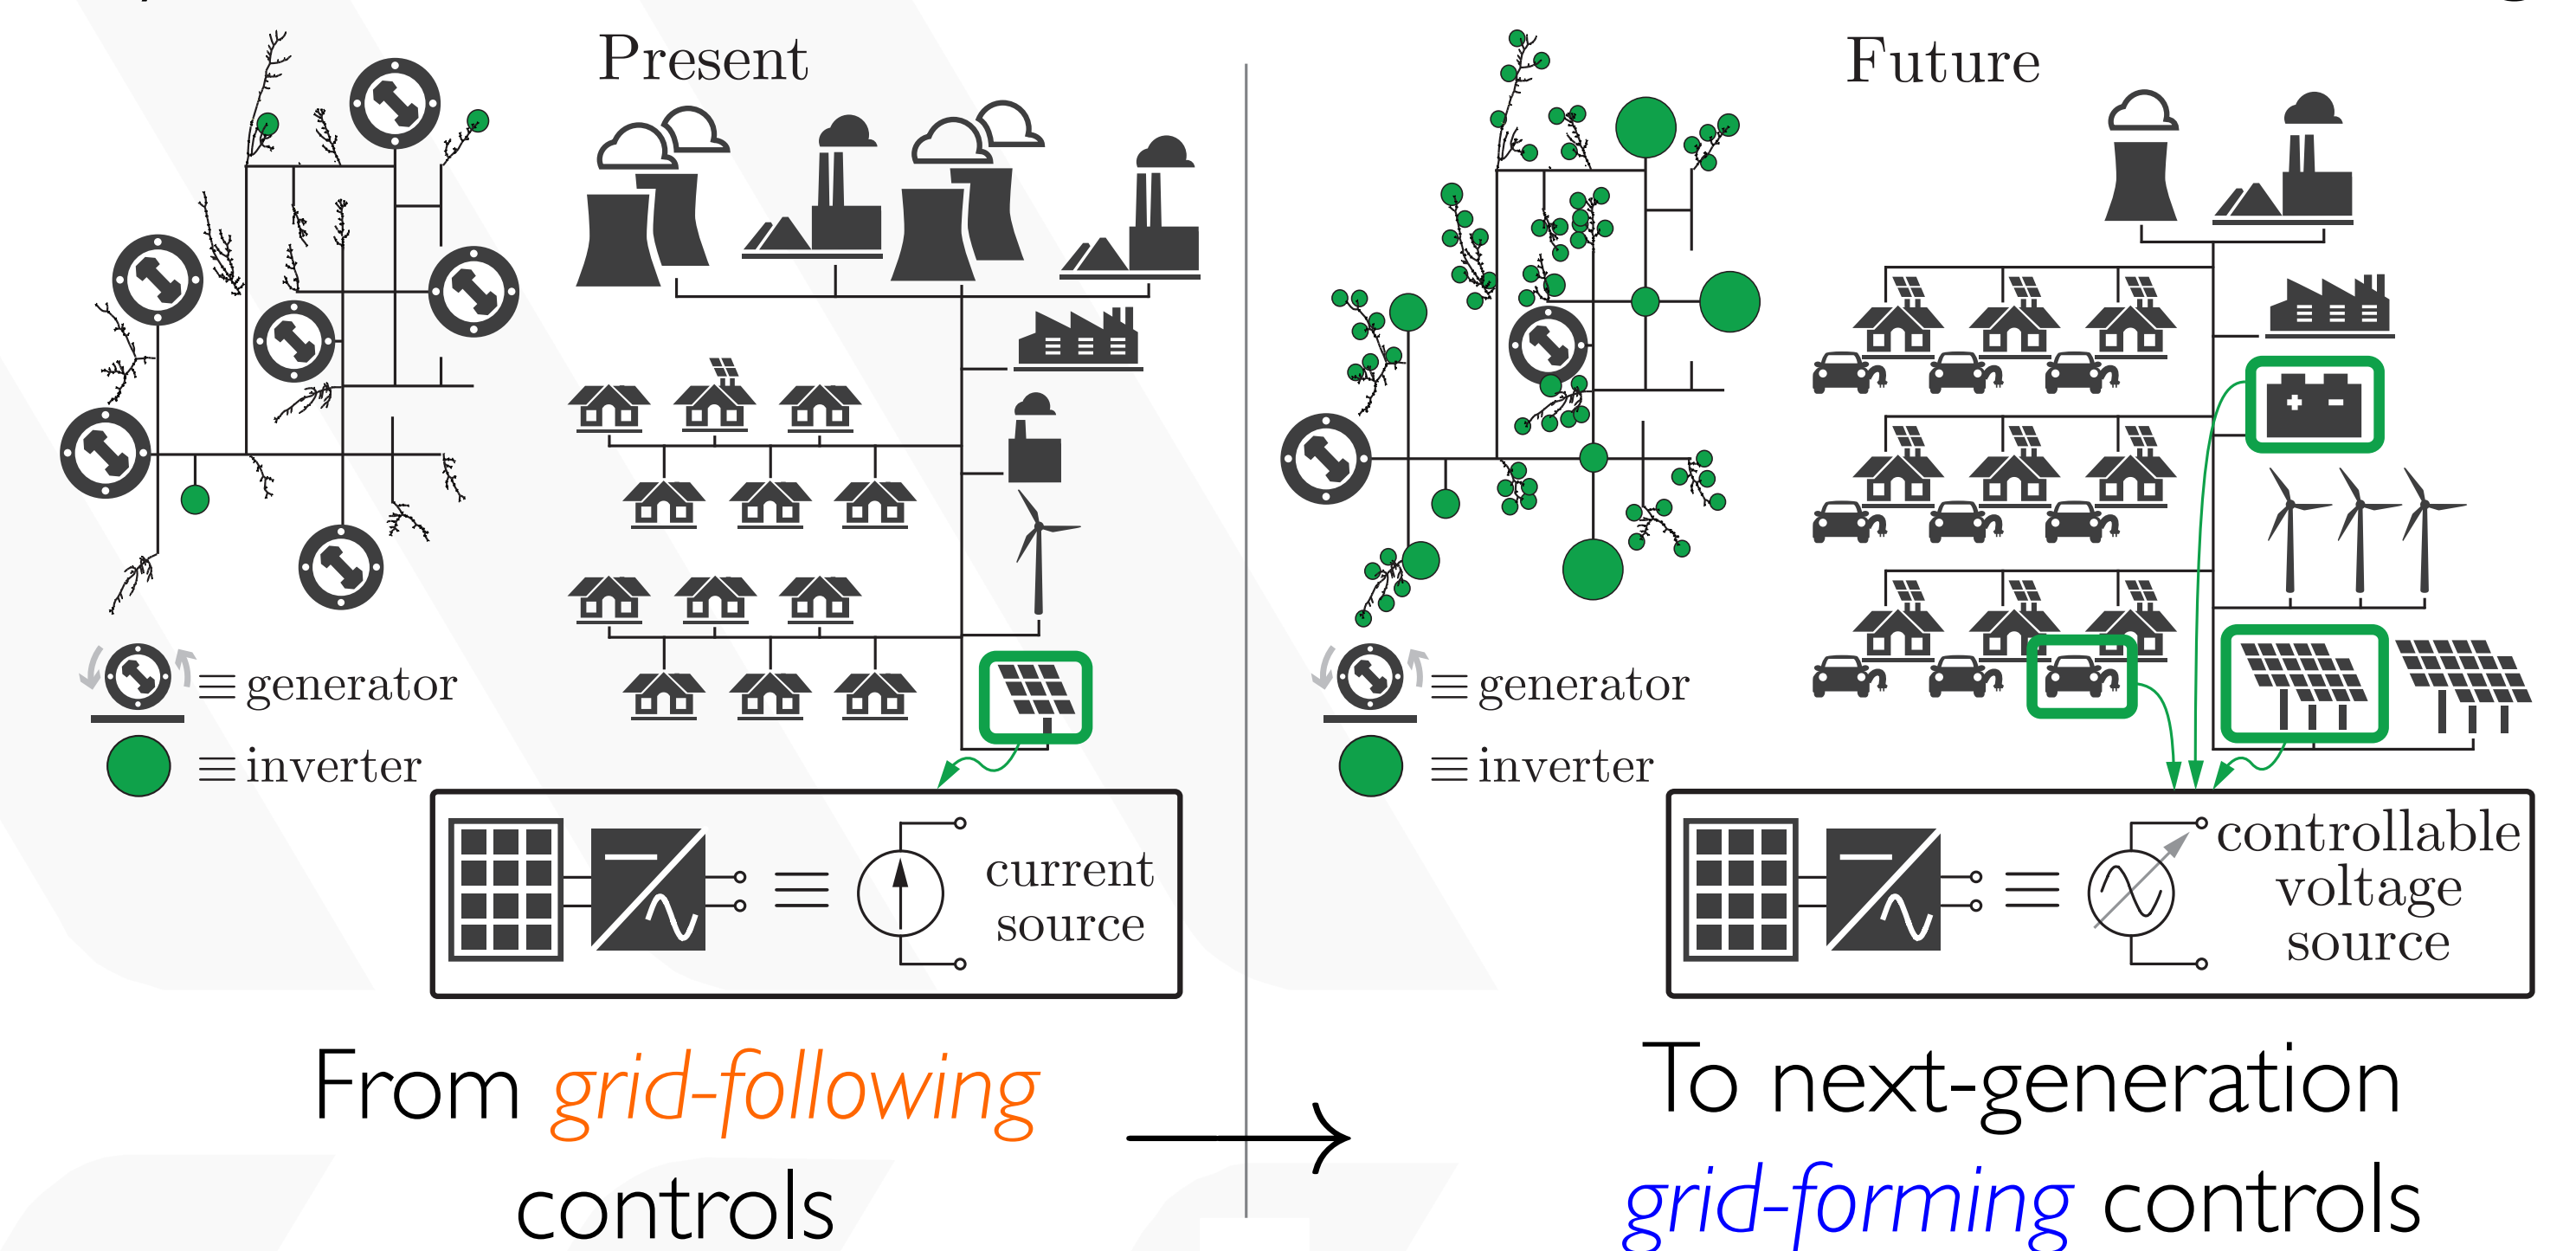 Present
≡ generator
≡ inverter
current
source
From grid-following
controls
Future
≡ generator
≡ inverter
+ -
controllable
voltage
source
To next-generation
grid-forming controls